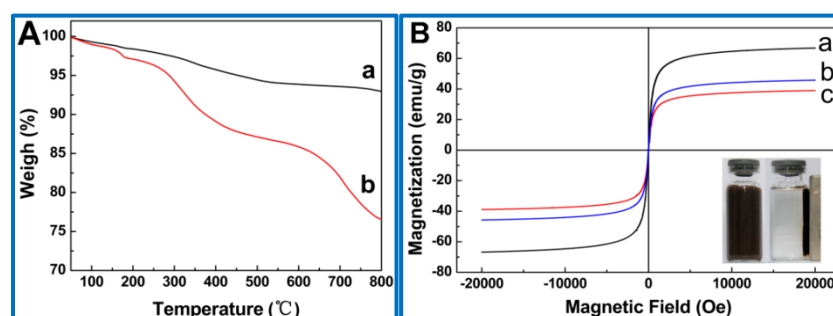 A
100
95
90
85
80
75
70
Weigh (%)
a
b
100 200 300 400 500 600 700 800
Temperature (℃)
B
80
60
40
20
0
-20
-40
-60
-80
Magnetization (emu/g)
a
b
c
-20000 -10000 0 10000 20000
Magnetic Field (Oe)